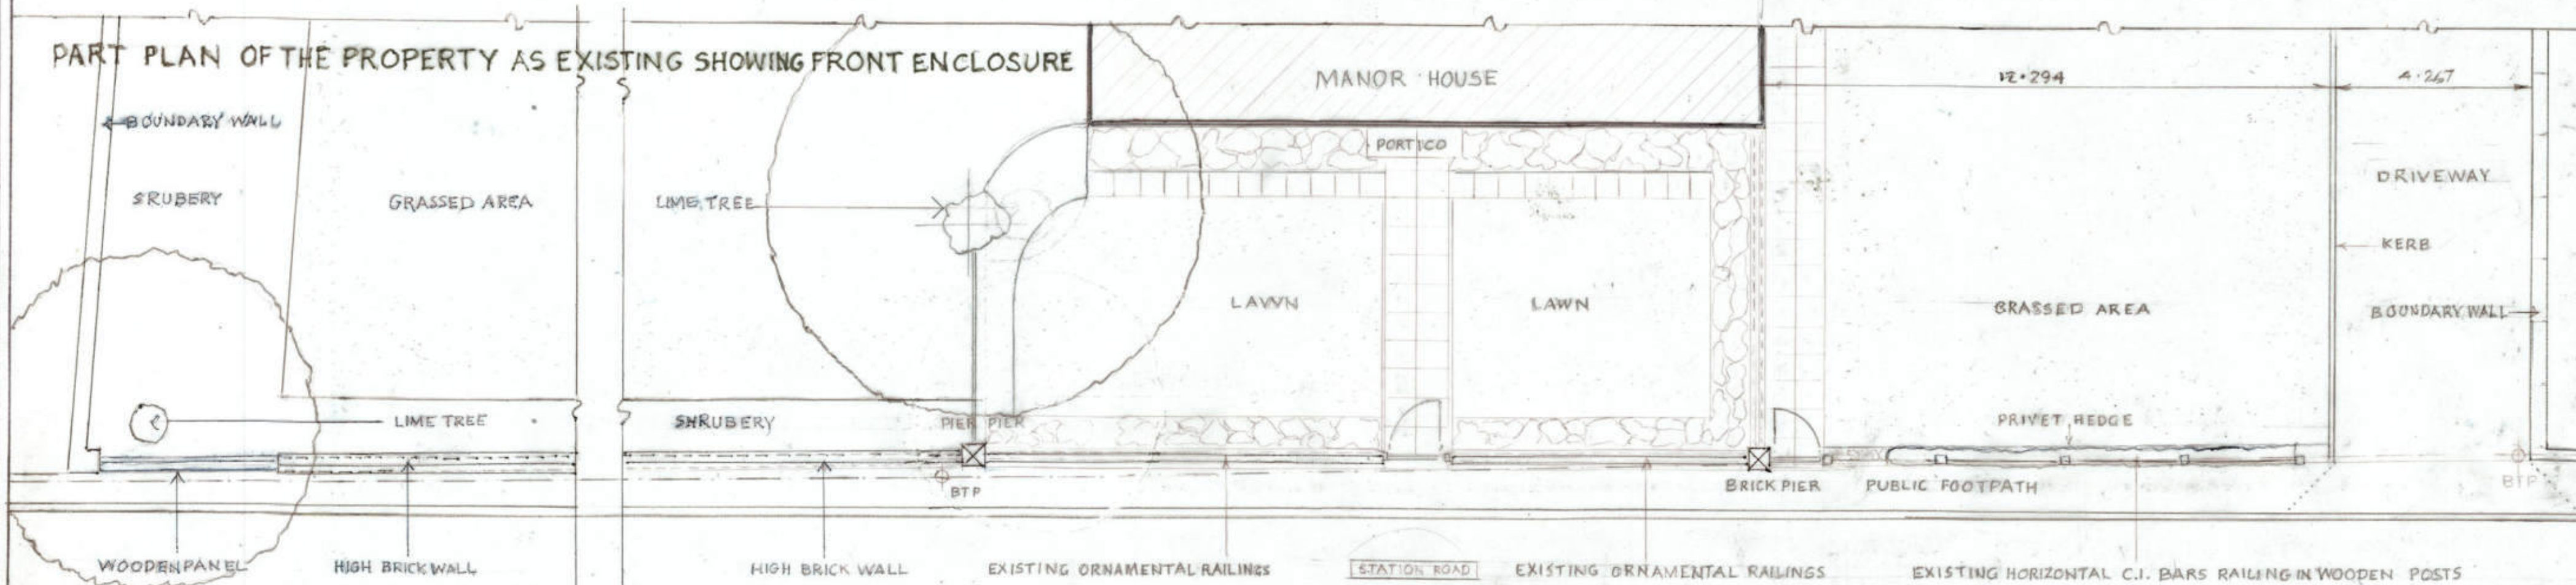 PART PLAN OF THE PROPERTY AS EXISTING SHOWING FRONT ENCLOSURE
MANOR HOUSE
12.294
4.267
BOUNDARY WALL
PORTICO
DRIVEWAY
SRUBERY
GRASSED AREA
LIME TREE
KERB
LAWN
LAWN
GRASSED AREA
BOUNDARY WALL
LIME TREE
SHRUBERY
PIER PIER
PRIVET HEDGE
BTP
BRICK PIER
PUBLIC FOOTPATH
BTP
WOODEN PANEL
HIGH BRICK WALL
HIGH BRICK WALL
EXISTING ORNAMENTAL RAILINGS
STATION ROAD
EXISTING ORNAMENTAL RAILINGS
EXISTING HORIZONTAL C.I. BARS RAILING IN WOODEN POSTS